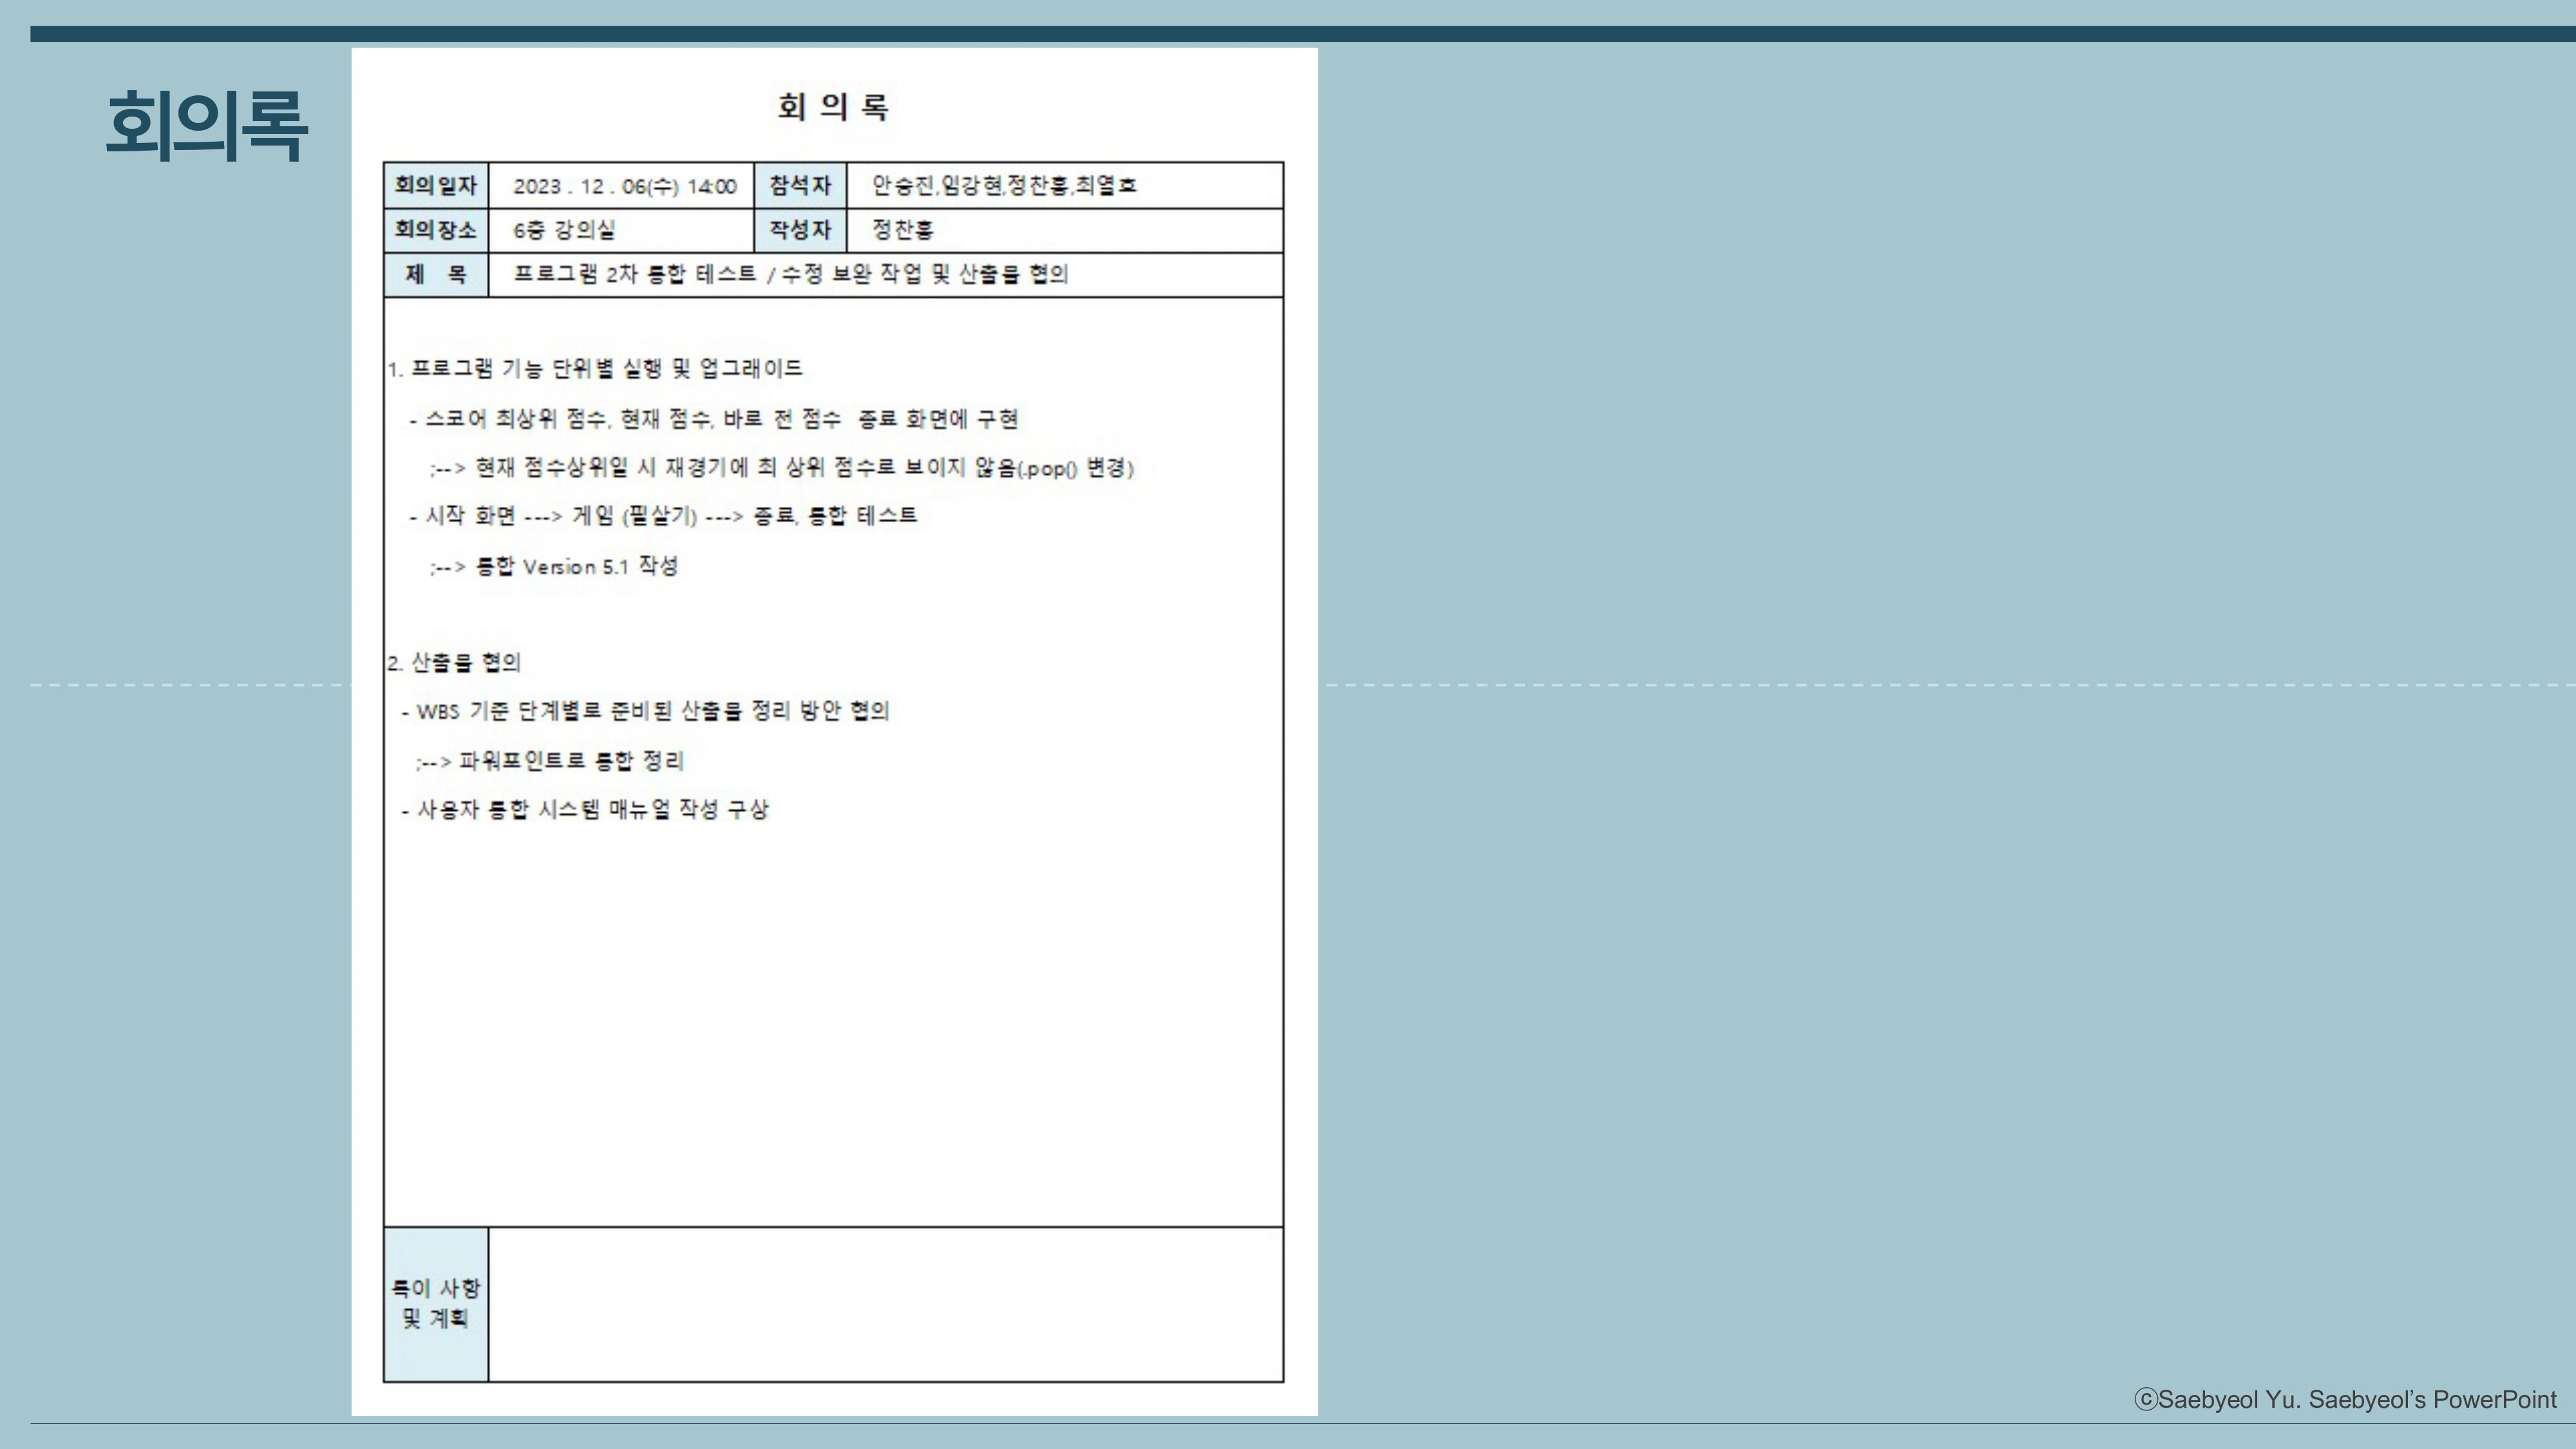 회의록
회 의 록
회의일자 2023 . 12 . 06(수) 14:00 참석자 안승진,임강현,정찬홍,최열호
회의장소 6층 강의실 작성자 정찬홍
제 목 프로그램 2차 통합 테스트 / 수정 보완 작업 및 산출물 협의
1. 프로그램 기능 단위별 실행 및 업그레이드
- 스코어 최상위 점수, 현재 점수, 바로 전 점수 종료 화면에 구현
;--> 현재 점수상위일 시 재경기에 최 상위 점수로 보이지 않음(.pop() 변경)
- 시작 화면 ---> 게임 (필살기) ---> 종료, 통합 테스트
;--> 통합 Version 5.1 작성
2. 산출물 협의
- WBS 기준 단계별로 준비된 산출물 정리 방안 협의
;--> 파워포인트로 통합 정리
- 사용자 통합 시스템 매뉴얼 작성 구상
특이 사항
및 계획
ⓒSaebyeol Yu. Saebyeol’s PowerPoint